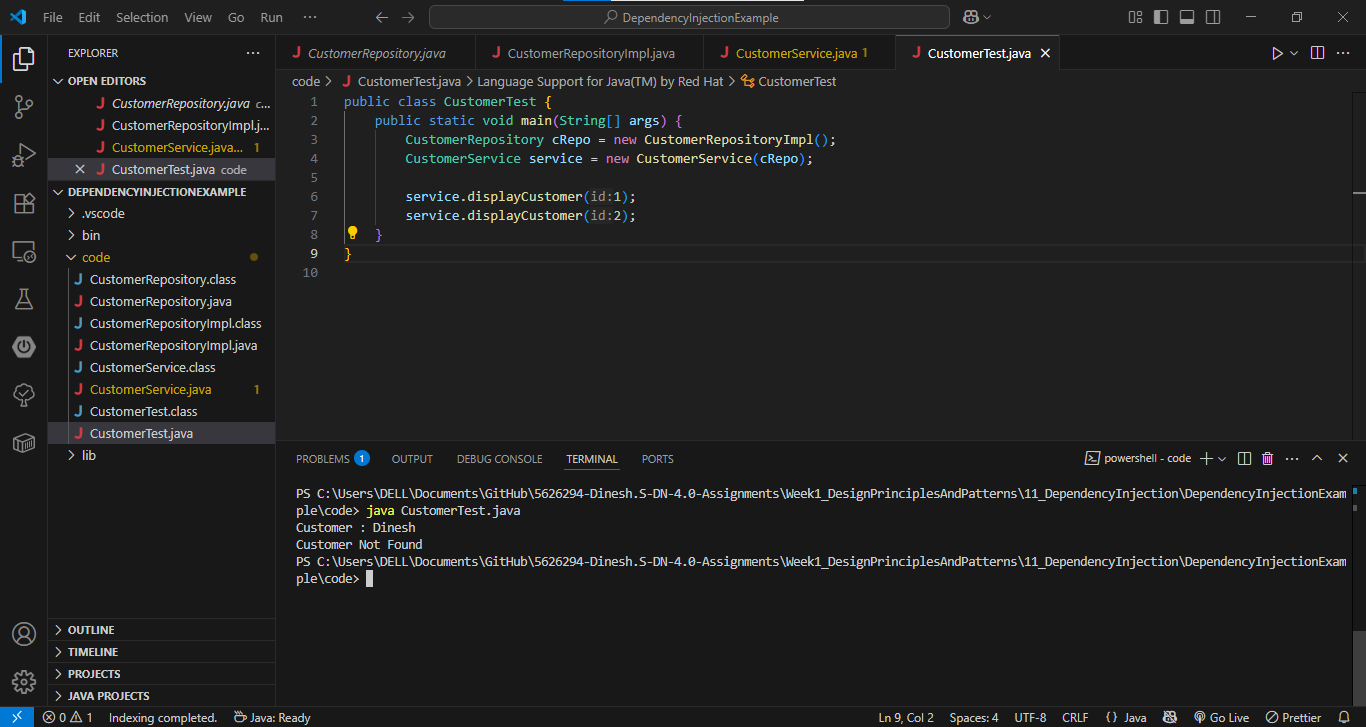 File Edit Selection View Go Run ··· DependencyInjectionExample
EXPLORER ···
OPEN EDITORS
CustomerRepository.java c...
CustomerRepositoryImpl.j...
CustomerService.java... 1
CustomerTest.java code
DEPENDENCYINJECTIONEXAMPLE
.vscode
bin
code
CustomerRepository.class
CustomerRepository.java
CustomerRepositoryImpl.class
CustomerRepositoryImpl.java
CustomerService.class
CustomerService.java 1
CustomerTest.class
CustomerTest.java
lib
OUTLINE
TIMELINE
PROJECTS
JAVA PROJECTS
CustomerRepository.java CustomerRepositoryImpl.java CustomerService.java 1 CustomerTest.java
code > CustomerTest.java > Language Support for Java(TM) by Red Hat > CustomerTest
1 public class CustomerTest {
2 public static void main(String[] args) {
3 CustomerRepository cRepo = new CustomerRepositoryImpl();
4 CustomerService service = new CustomerService(cRepo);
5
6 service.displayCustomer(id:1);
7 service.displayCustomer(id:2);
8 }
9 }
10
PROBLEMS 1 OUTPUT DEBUG CONSOLE TERMINAL PORTS powershell - code
PS C:\Users\DELL\Documents\GitHub\5626294-Dinesh.S-DN-4.0-Assignments\Week1_DesignPrinciplesAndPatterns\11_DependencyInjection\DependencyInjectionExam
ple\code> java CustomerTest.java
Customer : Dinesh
Customer Not Found
PS C:\Users\DELL\Documents\GitHub\5626294-Dinesh.S-DN-4.0-Assignments\Week1_DesignPrinciplesAndPatterns\11_DependencyInjection\DependencyInjectionExam
ple\code>
0 1 Indexing completed. Java: Ready Ln 9, Col 2 Spaces: 4 UTF-8 CRLF {} Java Go Live Prettier